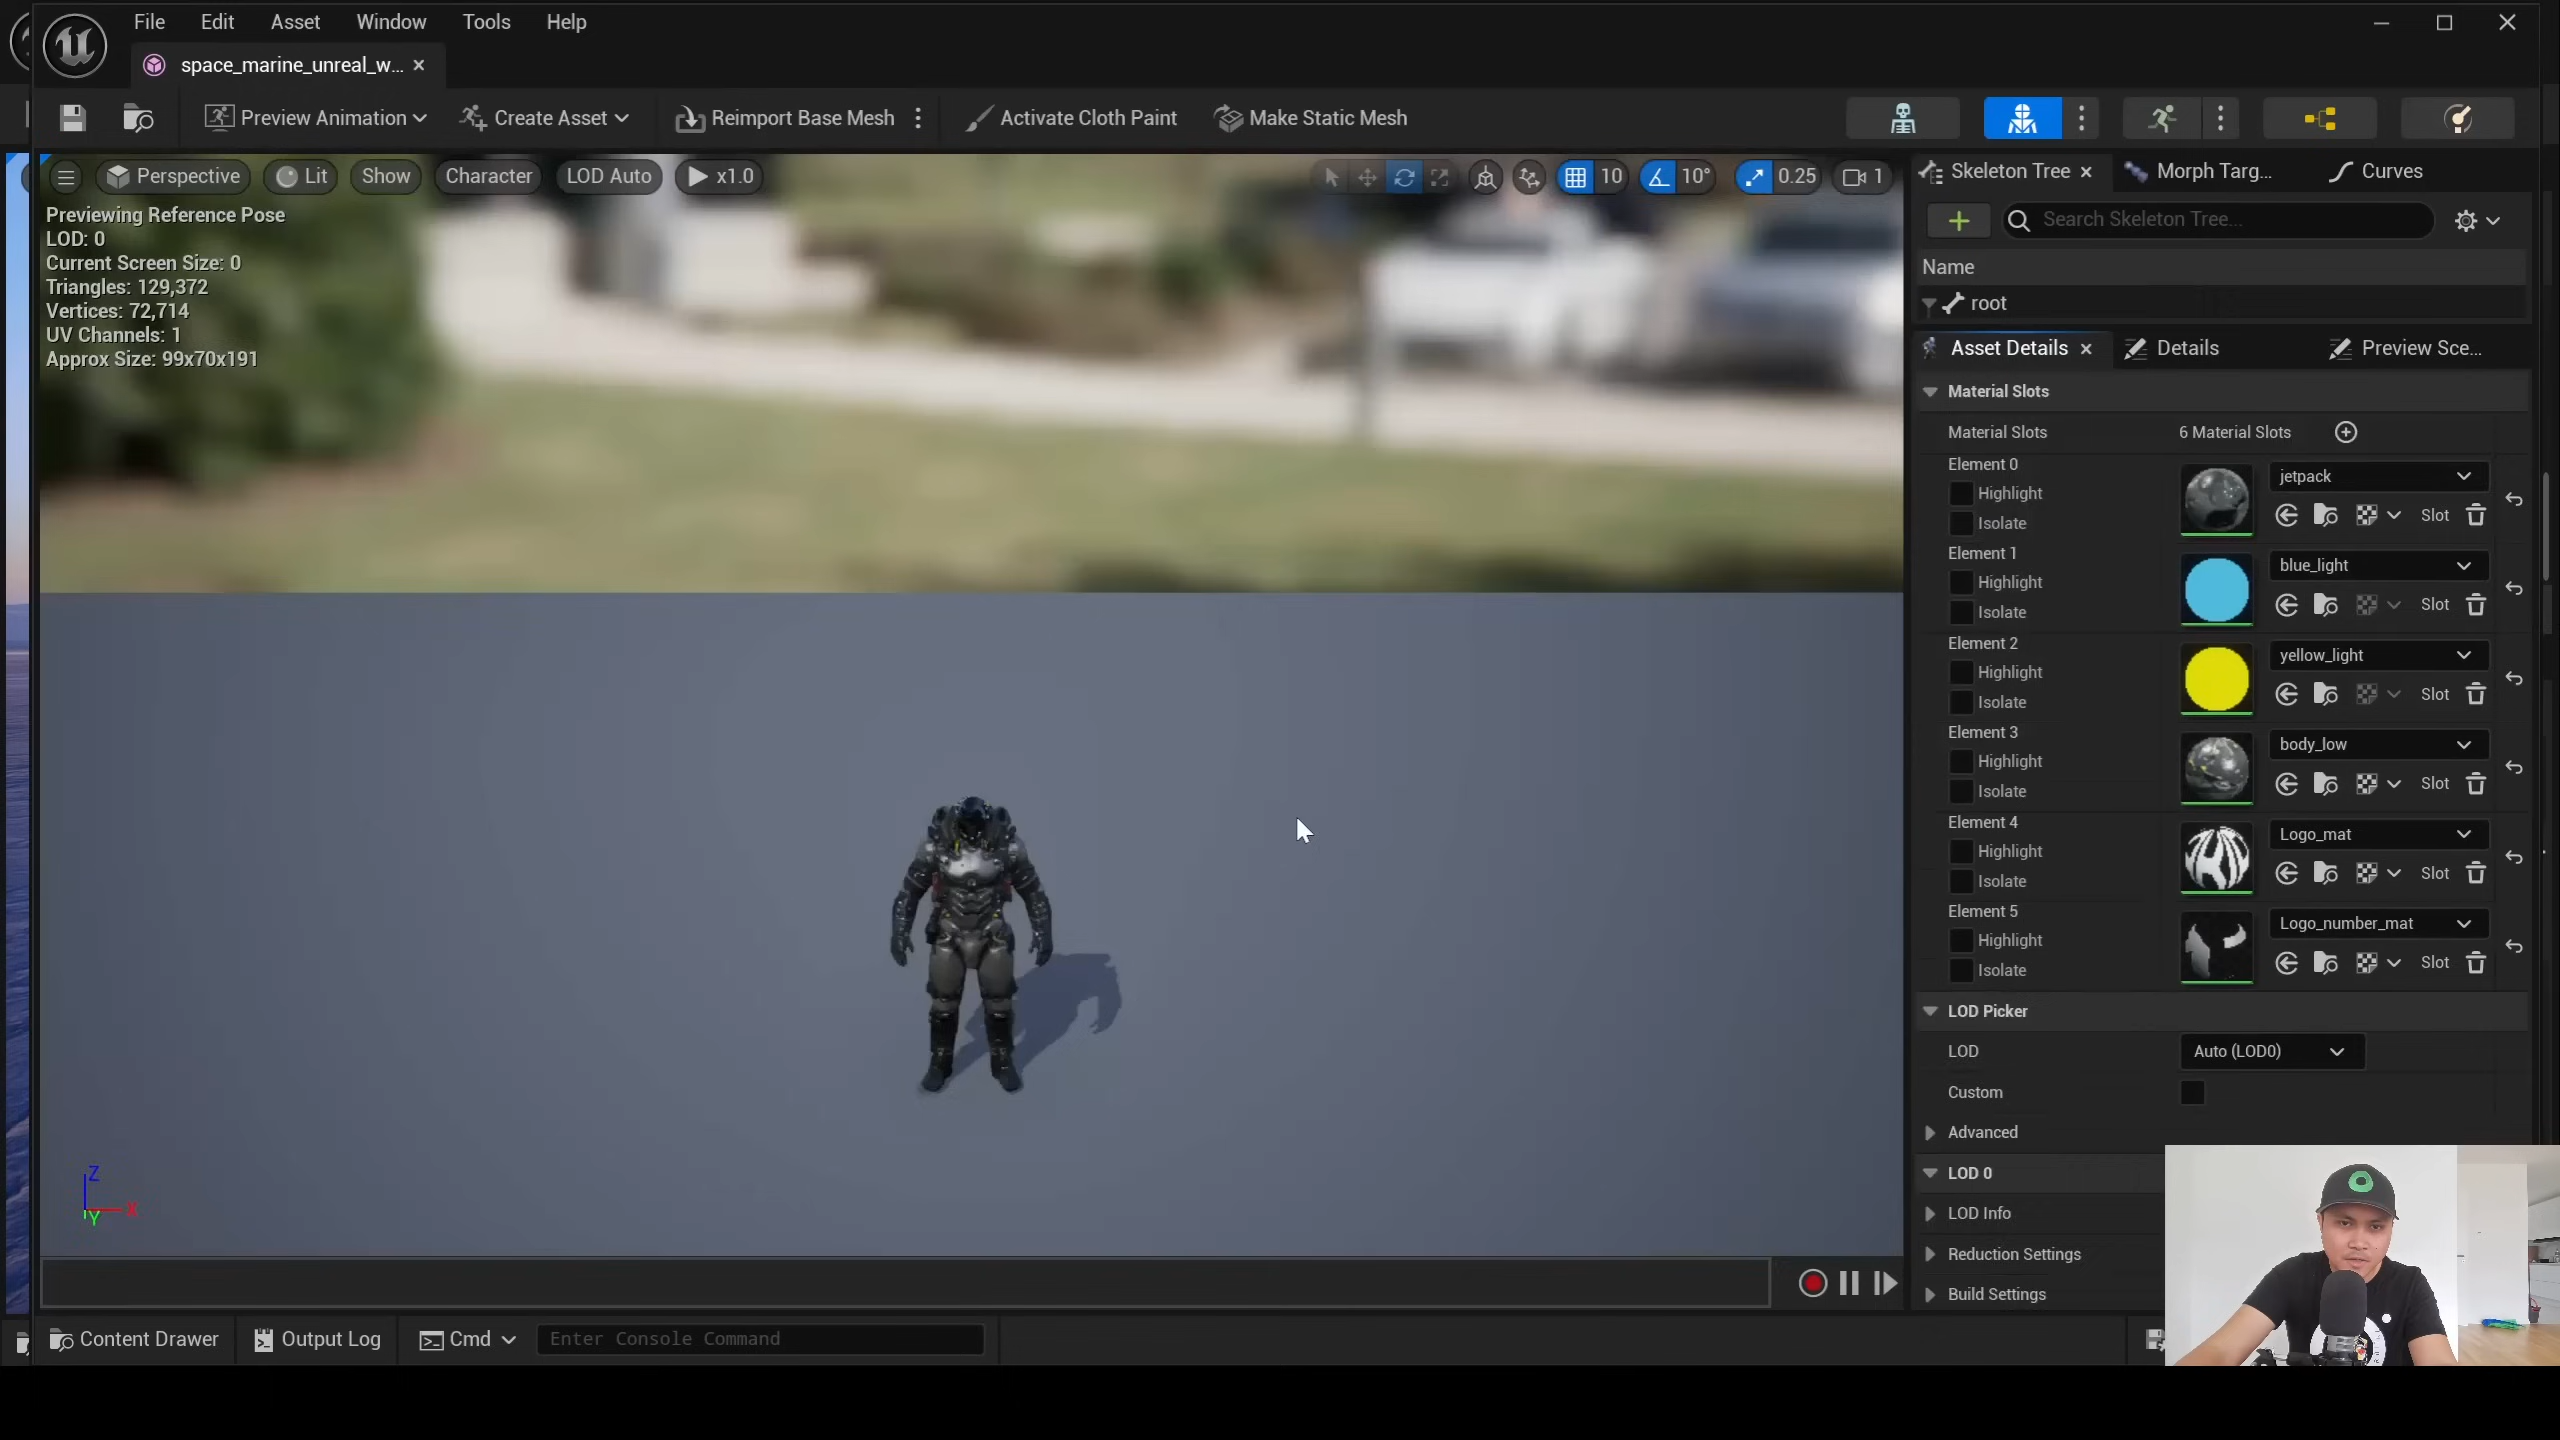 File Edit Asset Window Tools Help
space_marine_unreal_w...
Preview Animation Create Asset Reimport Base Mesh Activate Cloth Paint Make Static Mesh
Perspective Lit Show Character LOD Auto x1.0 10 10° 0.25 1
Previewing Reference Pose
LOD: 0
Current Screen Size: 0
Triangles: 129,372
Vertices: 72,714
UV Channels: 1
Approx Size: 99x70x191
Z
X
Y
Skeleton Tree Morph Targ... Curves
Search Skeleton Tree...
Name
root
Asset Details Details Preview Sce...
Material Slots
Material Slots 6 Material Slots
Element 0
Highlight
Isolate
jetpack
Slot
Element 1
Highlight
Isolate
blue_light
Slot
Element 2
Highlight
Isolate
yellow_light
Slot
Element 3
Highlight
Isolate
body_low
Slot
Element 4
Highlight
Isolate
Logo_mat
Slot
Element 5
Highlight
Isolate
Logo_number_mat
Slot
LOD Picker
LOD Auto (LOD0)
Custom
Advanced
LOD 0
LOD Info
Reduction Settings
Build Settings
Content Drawer Output Log Cmd Enter Console Command